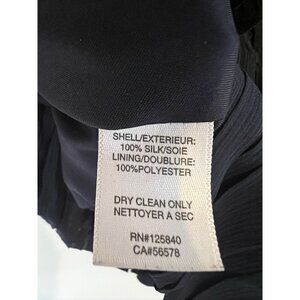 SHELL/EXTERIEUR:
100% SILK/SOIE
LINING/DOUBLURE:
100%POLYESTER
DRY CLEAN ONLY
NETTOYER A SEC
RN#125840
CA#56578